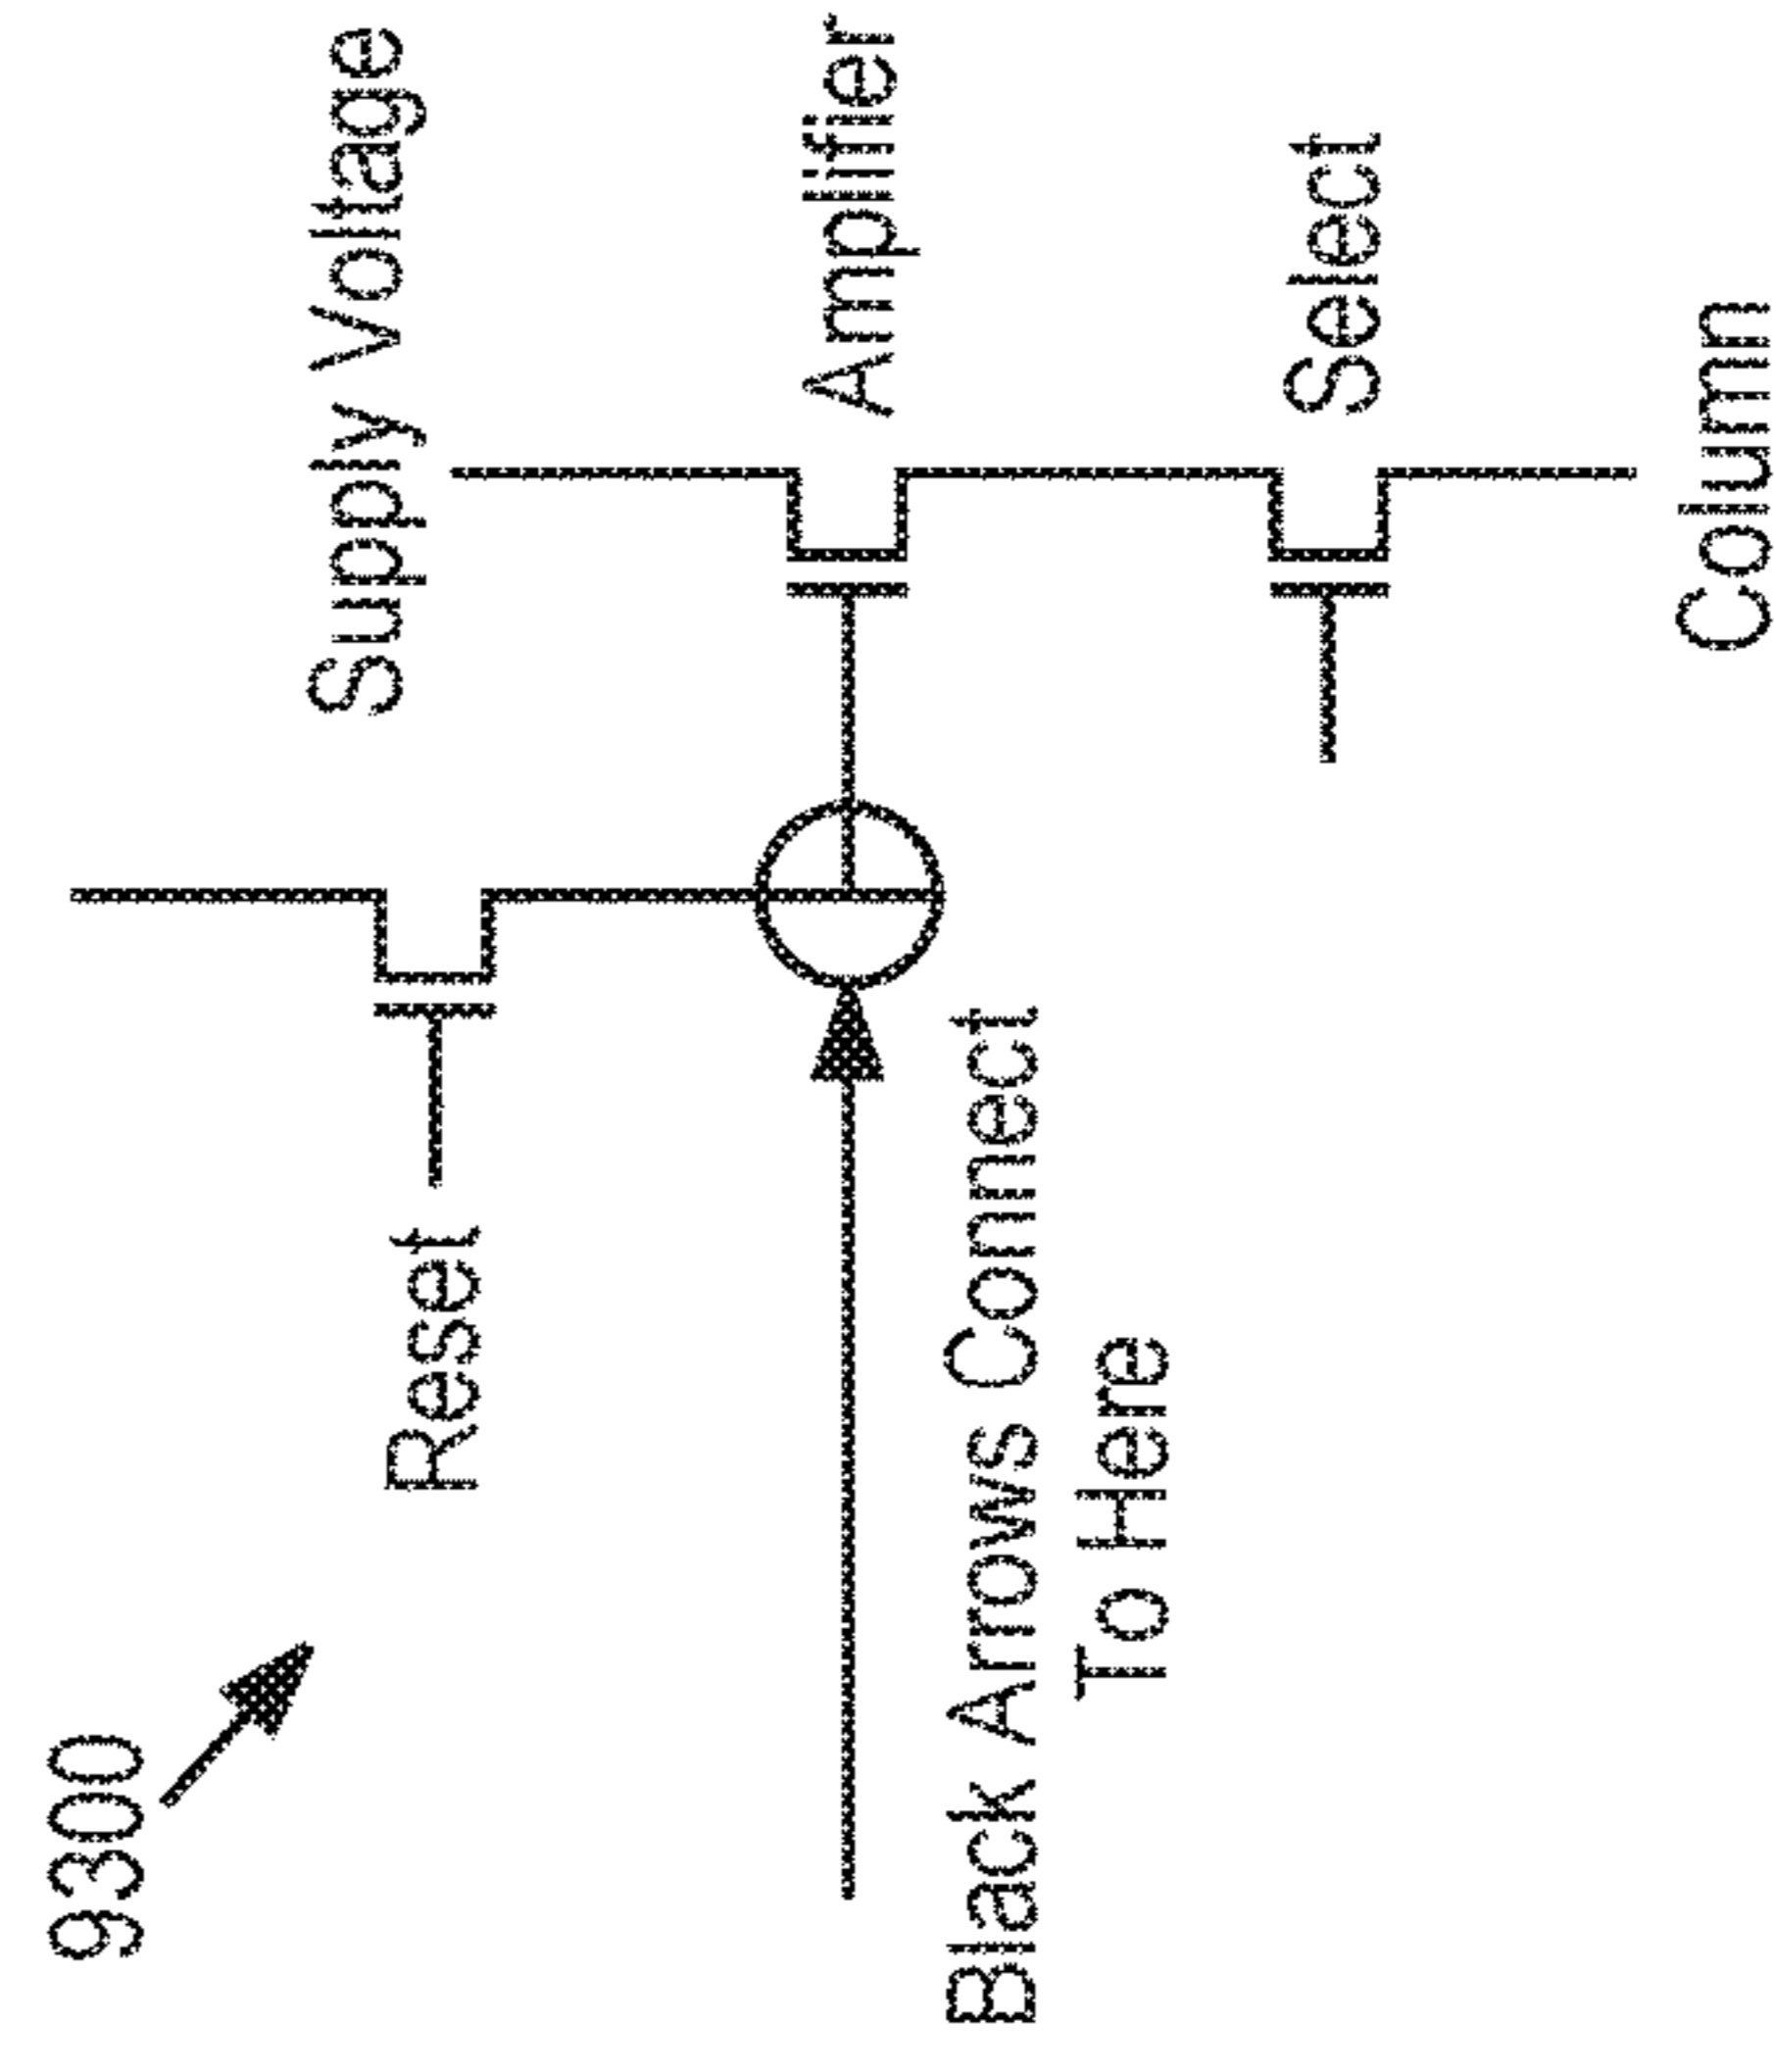 9300
Reset
Supply Voltage
Amplifier
Black Arrows Connect
To Here
Select
Column